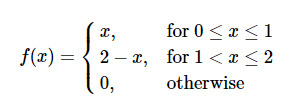 x, for 0 ≤ x ≤ 1
f(x) = { 2 − x, for 1 < x ≤ 2
0, otherwise